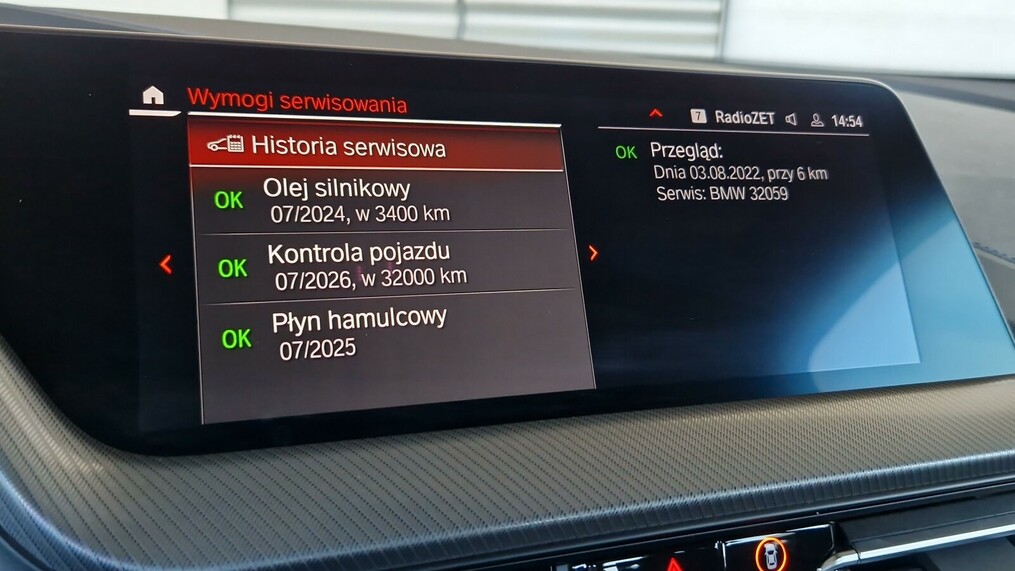 Wymogi serwisowania
7 RadioZET 14:54
Historia serwisowa
OK Olej silnikowy
07/2024, w 3400 km
OK Kontrola pojazdu
07/2026, w 32000 km
OK Płyn hamulcowy
07/2025
OK Przegląd:
Dnia 03.08.2022, przy 6 km
Serwis: BMW 32059